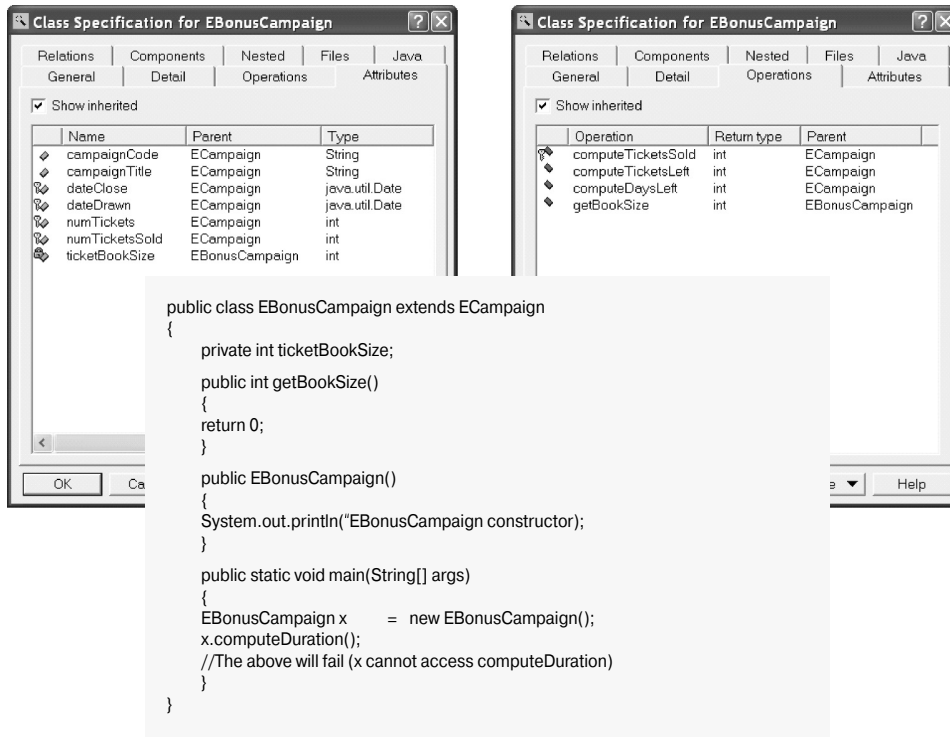 Class Specification for EBonusCampaign
Relations Components Nested Files Java
General Detail Operations Attributes
Show inherited
Name Parent Type
campaignCode ECampaign String
campaignTitle ECampaign String
dateClose ECampaign java.util.Date
dateDrawn ECampaign java.util.Date
numTickets ECampaign int
numTicketsSold ECampaign int
ticketBookSize EBonusCampaign int
OK Ca
Class Specification for EBonusCampaign
Relations Components Nested Files Java
General Detail Operations Attributes
Show inherited
Operation Return type Parent
computeTicketsSold int ECampaign
computeTicketsLeft int ECampaign
computeDaysLeft int ECampaign
getBookSize int EBonusCampaign
e Help
public class EBonusCampaign extends ECampaign
{
private int ticketBookSize;
public int getBookSize()
{
return 0;
}
public EBonusCampaign()
{
System.out.println("EBonusCampaign constructor);
}
public static void main(String[] args)
{
EBonusCampaign x = new EBonusCampaign();
x.computeDuration();
//The above will fail (x cannot access computeDuration)
}
}